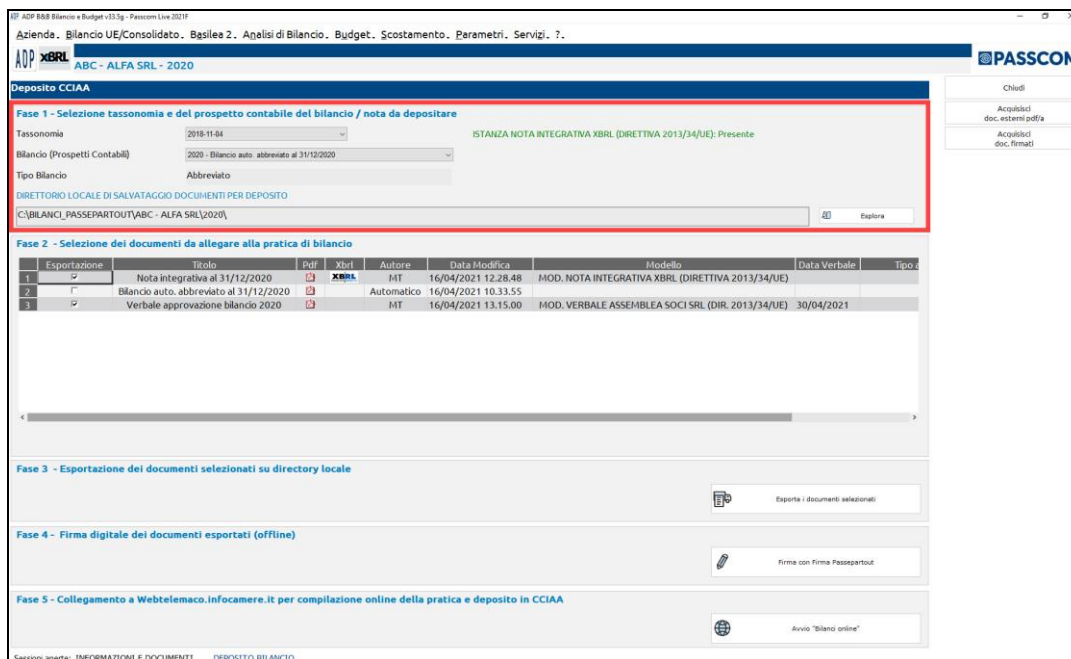 ADP B&B Bilancio e Budget v33.5g - Passcom Live 2021F
Azienda. Bilancio UE/Consolidato. Basilea 2. Analisi di Bilancio. Budget. Scostamento. Parametri. Servizi. ?.
ADP XBRL ABC - ALFA SRL - 2020 PASSCOM
Deposito CCIAA
Chiudi
Acquisisci
doc. esterni pdf/a
Acquisisci
doc. firmati
Fase 1 - Selezione tassonomia e del prospetto contabile del bilancio / nota da depositare
Tassonomia 2018-11-04 ISTANZA NOTA INTEGRATIVA XBRL (DIRETTIVA 2013/34/UE): Presente
Bilancio (Prospetti Contabili) 2020 - Bilancio auto. abbreviato al 31/12/2020
Tipo Bilancio Abbreviato
DIRETTORIO LOCALE DI SALVATAGGIO DOCUMENTI PER DEPOSITO
C:\BILANCI_PASSEPARTOUT\ABC - ALFA SRL\2020\ Esplora
Fase 2 - Selezione dei documenti da allegare alla pratica di bilancio
Esportazione Titolo Pdf Xbrl Autore Data Modifica Modello Data Verbale Tipo a
1 Nota integrativa al 31/12/2020 XBRL MT 16/04/2021 12.28.48 MOD. NOTA INTEGRATIVA XBRL (DIRETTIVA 2013/34/UE)
2 Bilancio auto. abbreviato al 31/12/2020 Automatico 16/04/2021 10.33.55
3 Verbale approvazione bilancio 2020 MT 16/04/2021 13.15.00 MOD. VERBALE ASSEMBLEA SOCI SRL (DIR. 2013/34/UE) 30/04/2021
Fase 3 - Esportazione dei documenti selezionati su directory locale
Esporta i documenti selezionati
Fase 4 - Firma digitale dei documenti esportati (offline)
Firma con Firma Passepartout
Fase 5 - Collegamento a Webtelemaco.infocamere.it per compilazione online della pratica e deposito in CCIAA
Avvio "Bilanci online"
Sessioni aperte: INFORMAZIONI E DOCUMENTI DEPOSITO BILANCIO